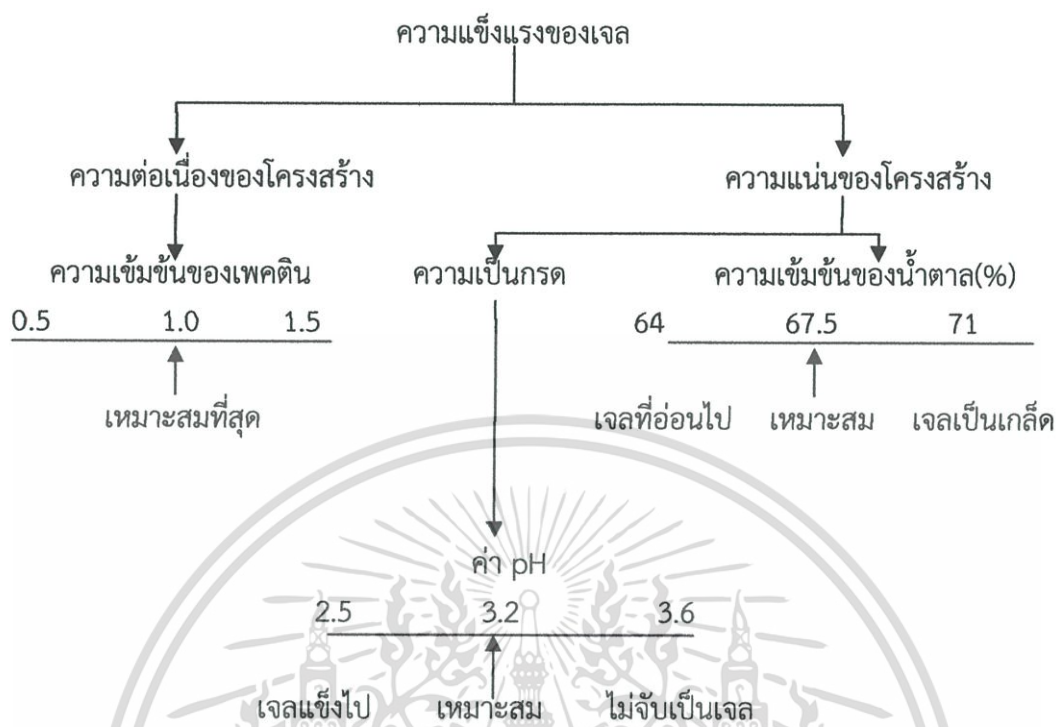 ความแข็งแรงของเจล
ความต่อเนื่องของโครงสร้าง ความแน่นของโครงสร้าง
ความเข้มข้นของเพคติน ความเป็นกรด ความเข้มข้นของน้ำตาล(%)
0.5 1.0 1.5 64 67.5 71
เหมาะสมที่สุด เจลที่อ่อนไป เหมาะสม เจลเป็นเกล็ด
ค่า pH
2.5 3.2 3.6
เจลแข็งไป เหมาะสม ไม่จับเป็นเจล